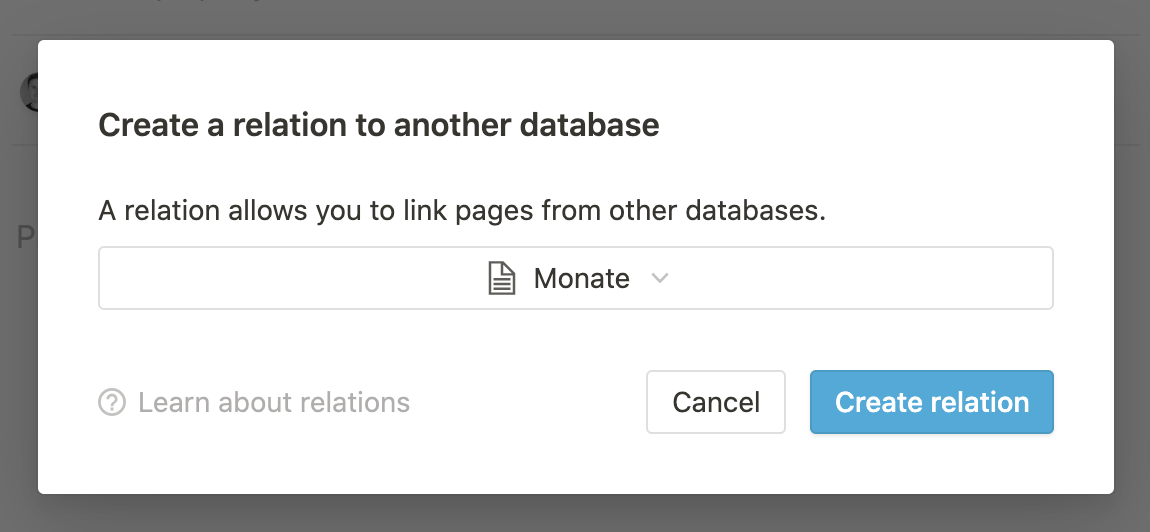 Create a relation to another database
A relation allows you to link pages from other databases.
Monate
Learn about relations
Cancel
Create relation